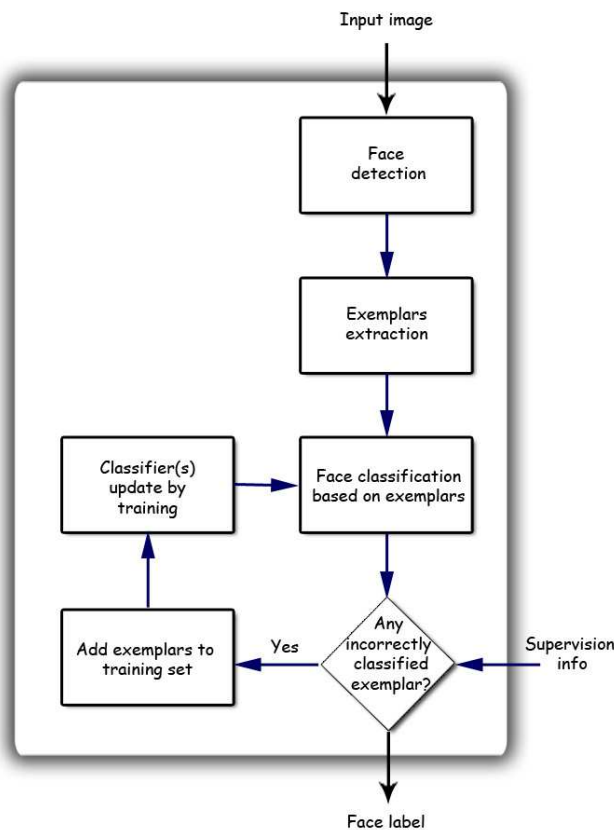 Input image
Face
detection
Exemplars
extraction
Classifier(s)
update by
training
Face classification
based on exemplars
Any
incorrectly
classified
exemplar?
Yes
Add exemplars to
training set
Supervision
info
Face label